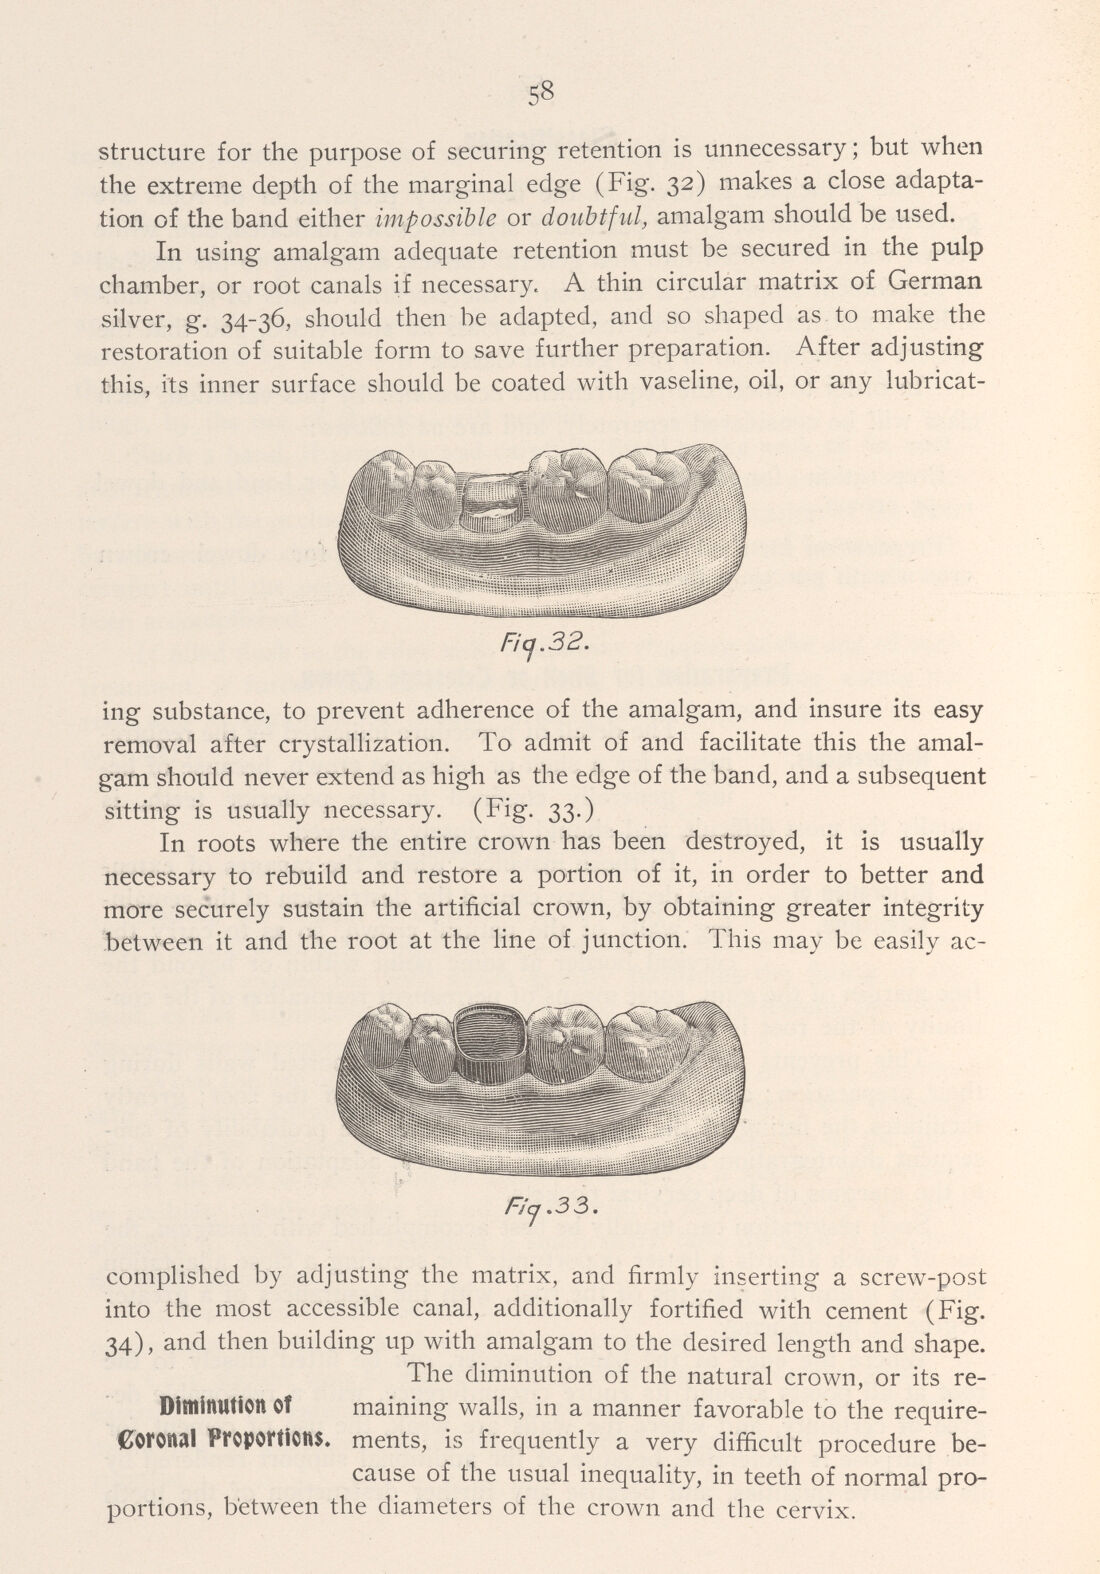 58
structure for the purpose of securing retention is unnecessary; but when
the extreme depth of the marginal edge (Fig. 32) makes a close adapta-
tion of the band either impossible or doubtful, amalgam should be used.
In using amalgam adequate retention must be secured in the pulp
chamber, or root canals if necessary. A thin circular matrix of German
silver, g. 34-36, should then be adapted, and so shaped as to make the
restoration of suitable form to save further preparation. After adjusting
this, its inner surface should be coated with vaseline, oil, or any lubricat-
Fig. 32.
ing substance, to prevent adherence of the amalgam, and insure its easy
removal after crystallization. To admit of and facilitate this the amal-
gam should never extend as high as the edge of the band, and a subsequent
sitting is usually necessary. (Fig. 33.)
In roots where the entire crown has been destroyed, it is usually
necessary to rebuild and restore a portion of it, in order to better and
more securely sustain the artificial crown, by obtaining greater integrity
between it and the root at the line of junction. This may be easily ac-
Fig. 33.
complished by adjusting the matrix, and firmly inserting a screw-post
into the most accessible canal, additionally fortified with cement (Fig.
34), and then building up with amalgam to the desired length and shape.
Diminution of
Coronal Proportions.
The diminution of the natural crown, or its re-
maining walls, in a manner favorable to the require-
ments, is frequently a very difficult procedure be-
cause of the usual inequality, in teeth of normal pro-
portions, between the diameters of the crown and the cervix.